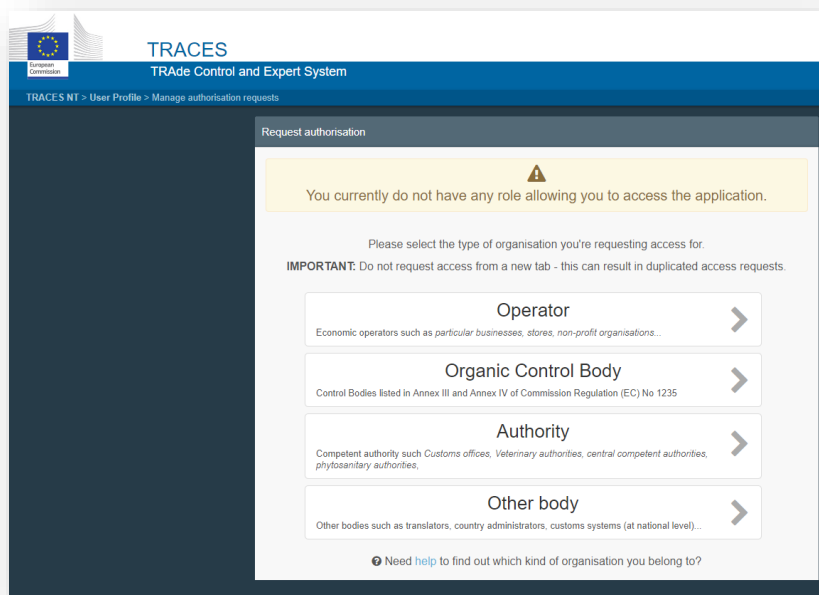 European
Commission
TRACES
TRAde Control and Expert System
TRACES NT > User Profile > Manage authorisation requests
Request authorisation
You currently do not have any role allowing you to access the application.
Please select the type of organisation you're requesting access for.
IMPORTANT: Do not request access from a new tab - this can result in duplicated access requests.
Operator
Economic operators such as particular businesses, stores, non-profit organisations...
Organic Control Body
Control Bodies listed in Annex III and Annex IV of Commission Regulation (EC) No 1235
Authority
Competent authority such Customs offices, Veterinary authorities, central competent authorities,
phytosanitary authorities,
Other body
Other bodies such as translators, country administrators, customs systems (at national level)...
Need help to find out which kind of organisation you belong to?